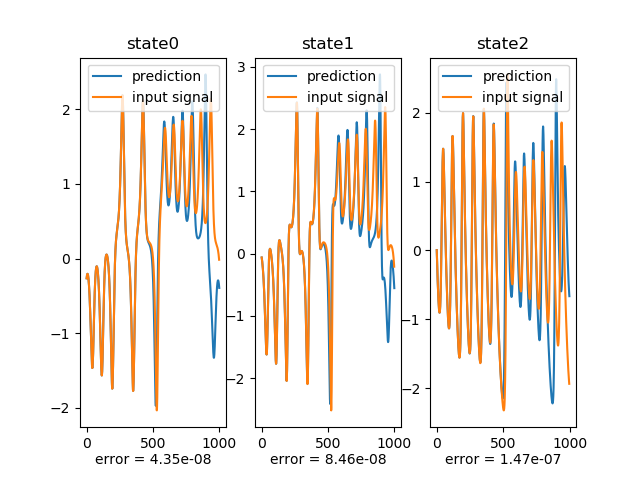 state0
prediction
input signal
2
1
0
−1
−2
0
500
1000
error = 4.35e-08
state1
prediction
input signal
3
2
1
0
−1
−2
0
500
1000
error = 8.46e-08
state2
prediction
input signal
2
1
0
−1
−2
0
500
1000
error = 1.47e-07